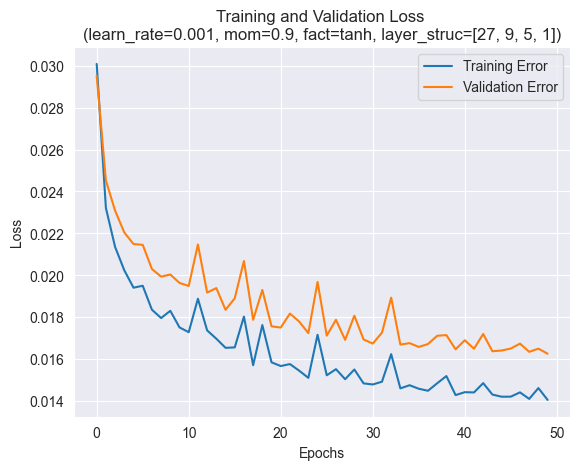 Training and Validation Loss
(learn_rate=0.001, mom=0.9, fact=tanh, layer_struc=[27, 9, 5, 1])
Training Error
Validation Error
Loss
0.030
0.028
0.026
0.024
0.022
0.020
0.018
0.016
0.014
0 10 20 30 40 50
Epochs